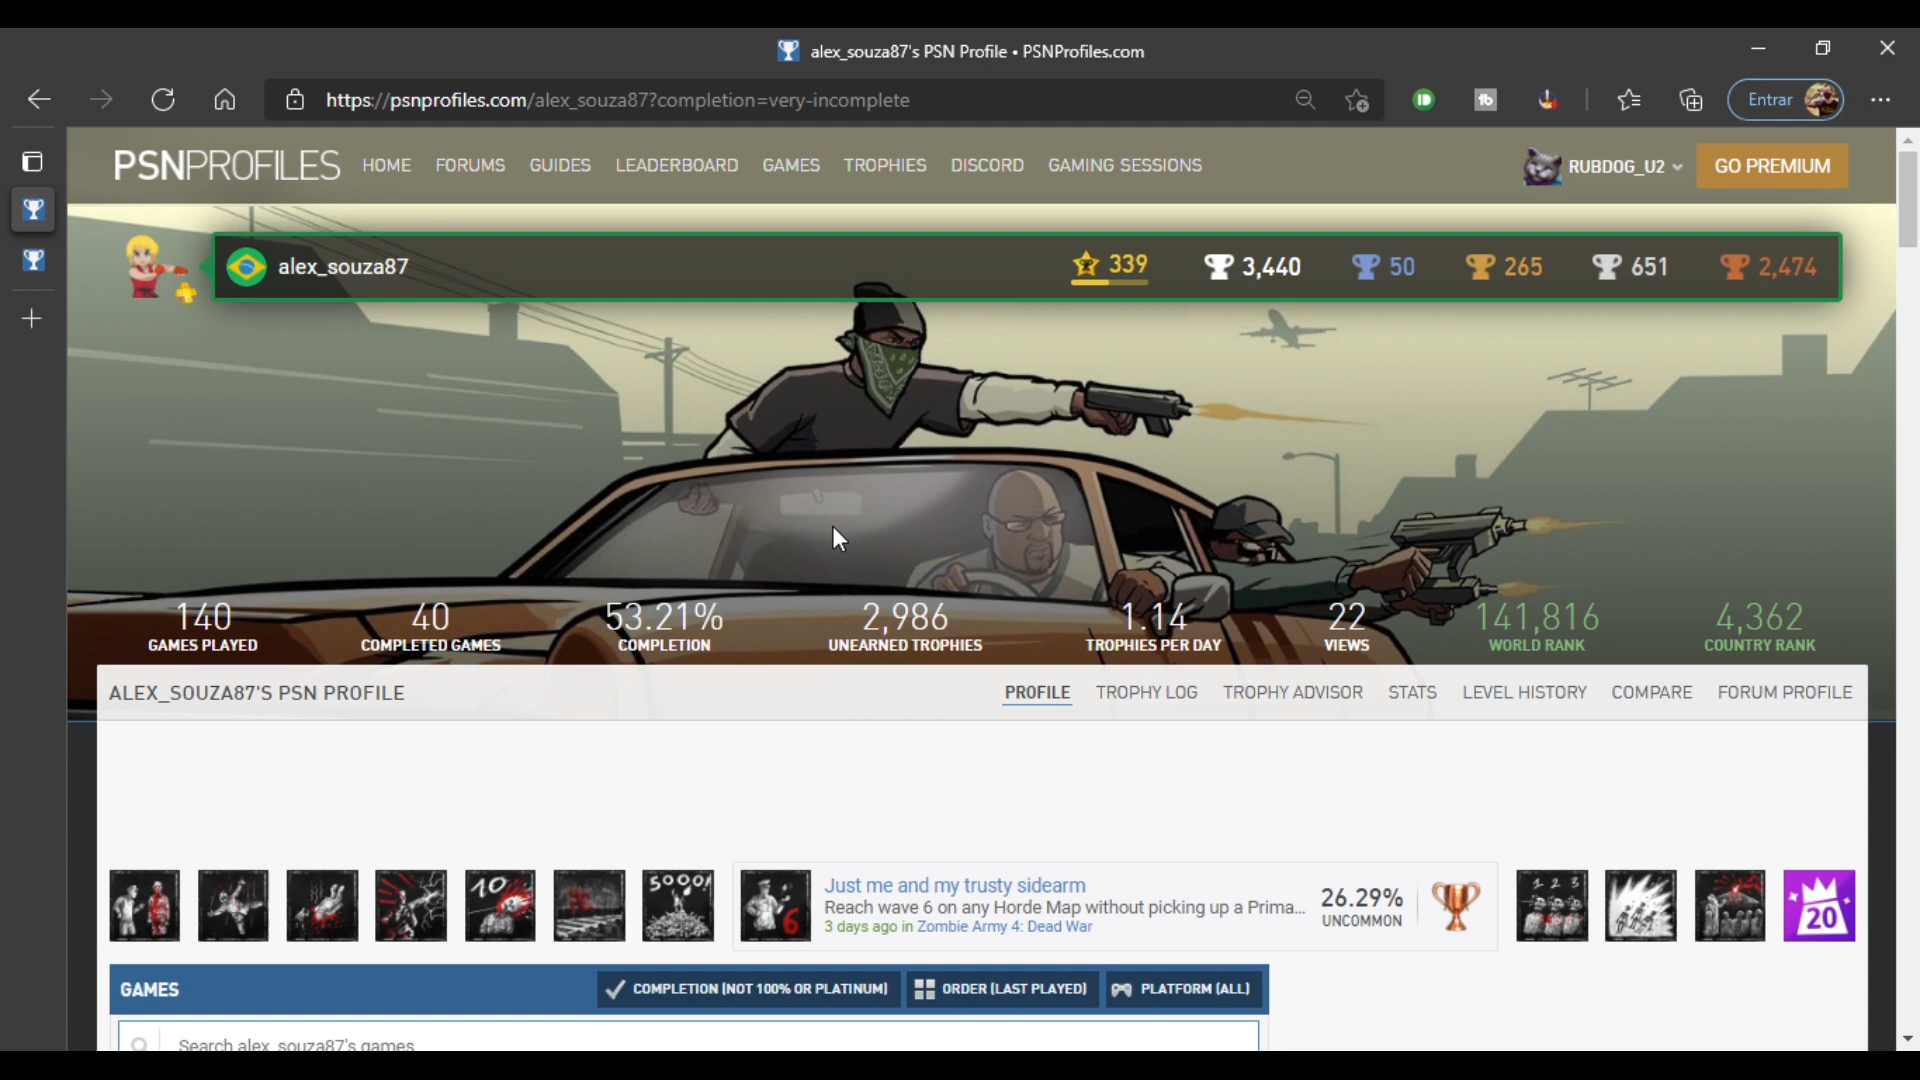 alex_souza87's PSN Profile • PSNProfiles.com
https://psnprofiles.com/alex_souza87?completion=very-incomplete
Entrar
PSNPROFILES HOME FORUMS GUIDES LEADERBOARD GAMES TROPHIES DISCORD GAMING SESSIONS RUBDOG_U2 GO PREMIUM
alex_souza87 339 3,440 50 265 651 2,474
140 40 53.21% 2,986 1.14 22 141,816 4,362
GAMES PLAYED COMPLETED GAMES COMPLETION UNEARNED TROPHIES TROPHIES PER DAY VIEWS WORLD RANK COUNTRY RANK
ALEX_SOUZA87'S PSN PROFILE PROFILE TROPHY LOG TROPHY ADVISOR STATS LEVEL HISTORY COMPARE FORUM PROFILE
10 5000! 6 1 2 3 20
Just me and my trusty sidearm
Reach wave 6 on any Horde Map without picking up a Prima...
3 days ago in Zombie Army 4: Dead War
26.29%
UNCOMMON
GAMES COMPLETION (NOT 100% OR PLATINUM) ORDER (LAST PLAYED) PLATFORM (ALL)
Search alex_souza87's games